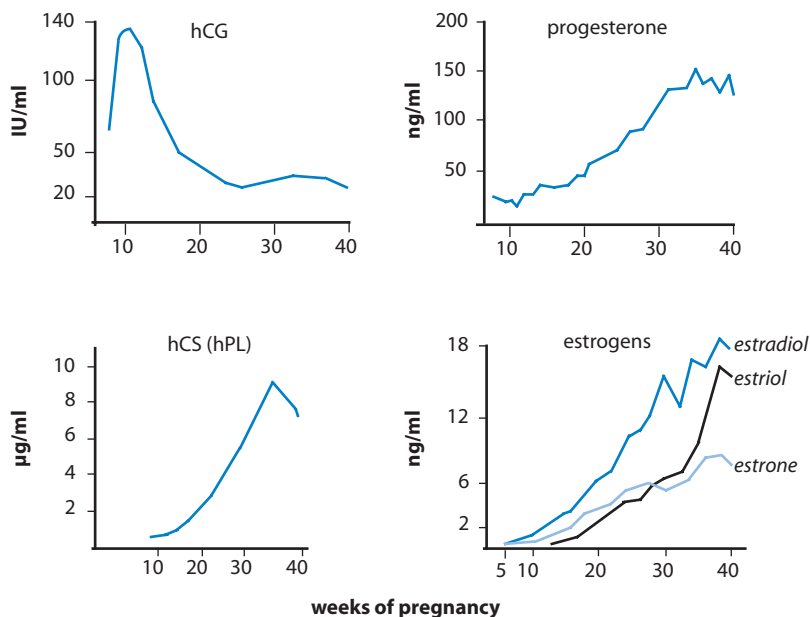 hCG
IU/ml
140
100
50
20
10 20 30 40
progesterone
ng/ml
200
150
100
50
10 20 30 40
hCS (hPL)
µg/ml
10
8
6
4
2
10 20 30 40
estrogens
ng/ml
18
12
6
2
5 10 20 30 40
estradiol
estriol
estrone
weeks of pregnancy